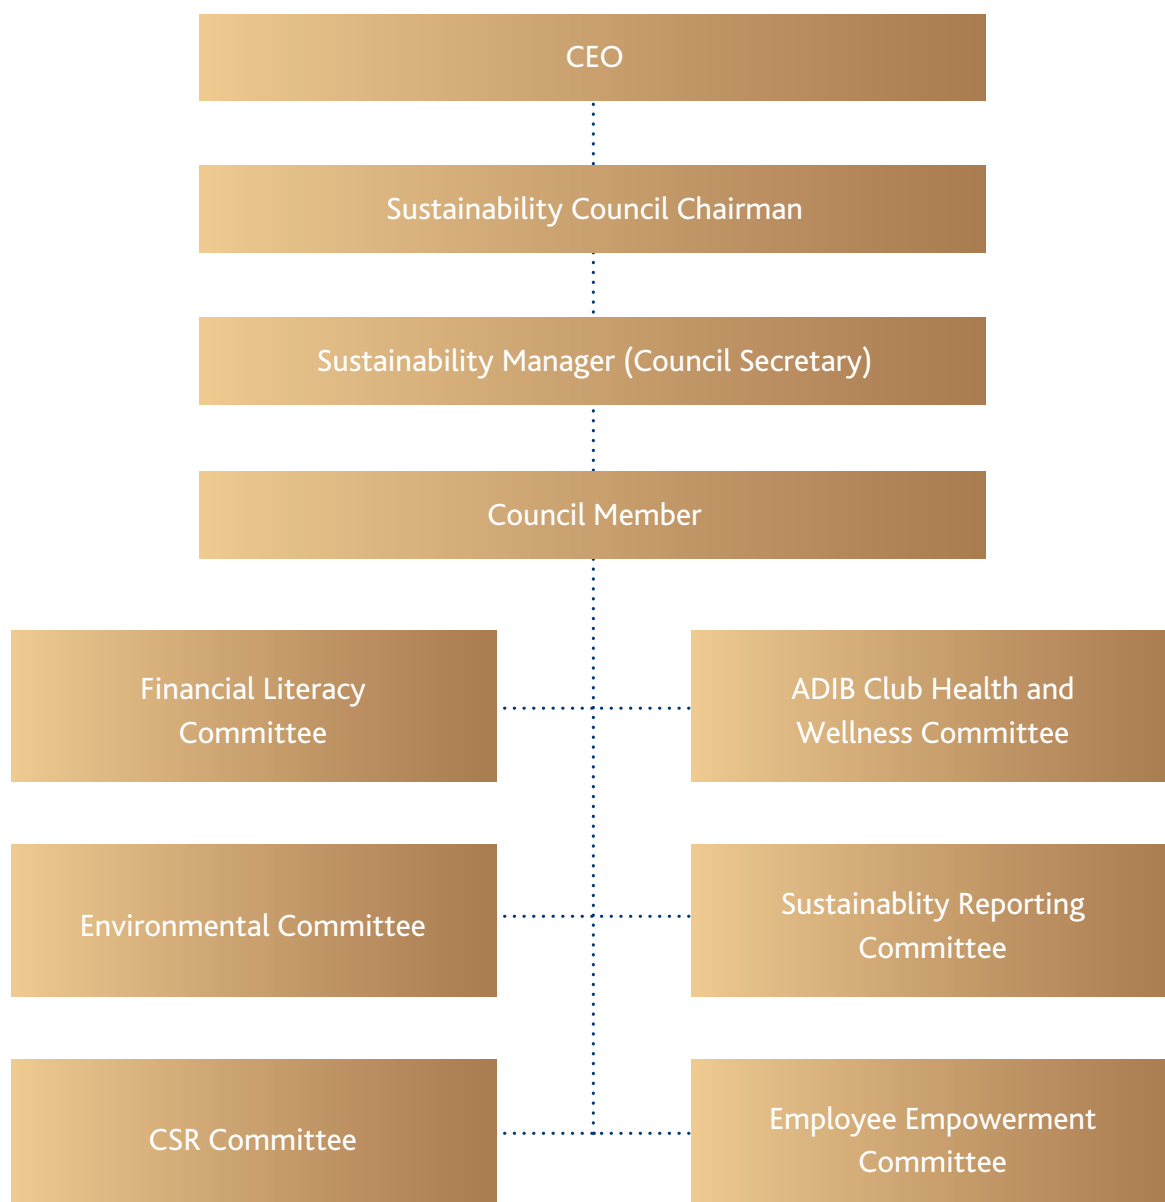 CEO
Sustainability Council Chairman
Sustainability Manager (Council Secretary)
Council Member
Financial Literacy
Committee
ADIB Club Health and
Wellness Committee
Environmental Committee
Sustainablity Reporting
Committee
CSR Committee
Employee Empowerment
Committee